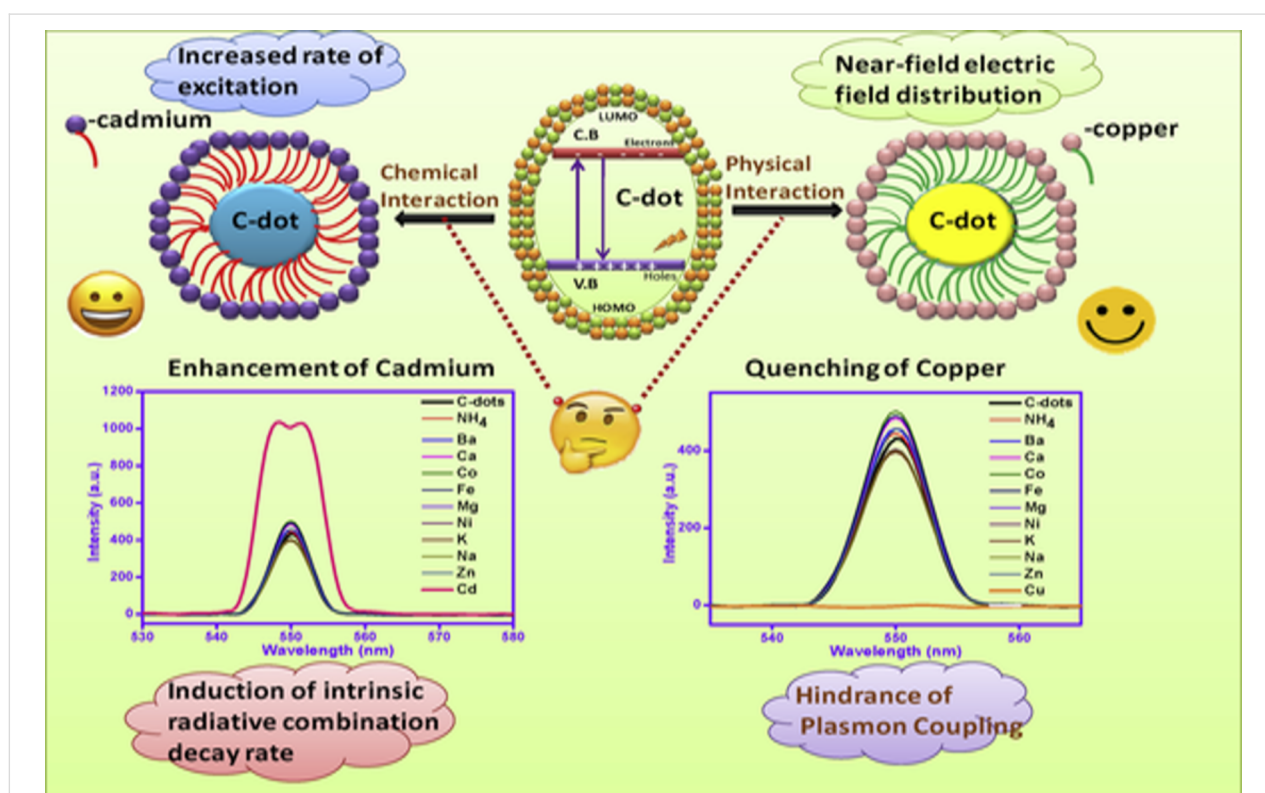 Increased rate of
excitation
Near-field electric
field distribution
-cadmium
-copper
LUMO
C.B
Electrons
Chemical
Interaction
Physical
Interaction
C-dot
C-dot
C-dot
V.B
Holes
HOMO
Enhancement of Cadmium
Quenching of Copper
Intensity (a.u.)
1200
1000
800
600
400
200
0
530
540
550
560
570
580
Wavelength (nm)
C-dots
NH4
Ba
Ca
Co
Fe
Mg
Ni
K
Na
Zn
Cd
Intensity (a.u.)
400
200
0
540
550
560
Wavelength (nm)
C-dots
NH4
Ba
Ca
Co
Fe
Mg
Ni
K
Na
Zn
Cu
Induction of intrinsic
radiative combination
decay rate
Hindrance of
Plasmon Coupling